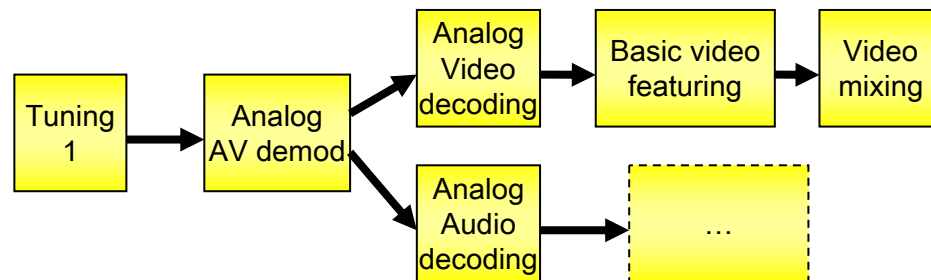 Tuning
1
Analog
AV demod
Analog
Video
decoding
Basic video
featuring
Video
mixing
Analog
Audio
decoding
…